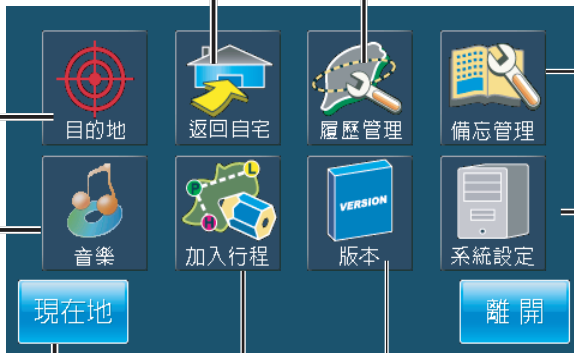 目的地
返回自宅
履歷管理
備忘管理
P
L
H
VERSION
音樂
加入行程
版本
系統設定
現在地
離開